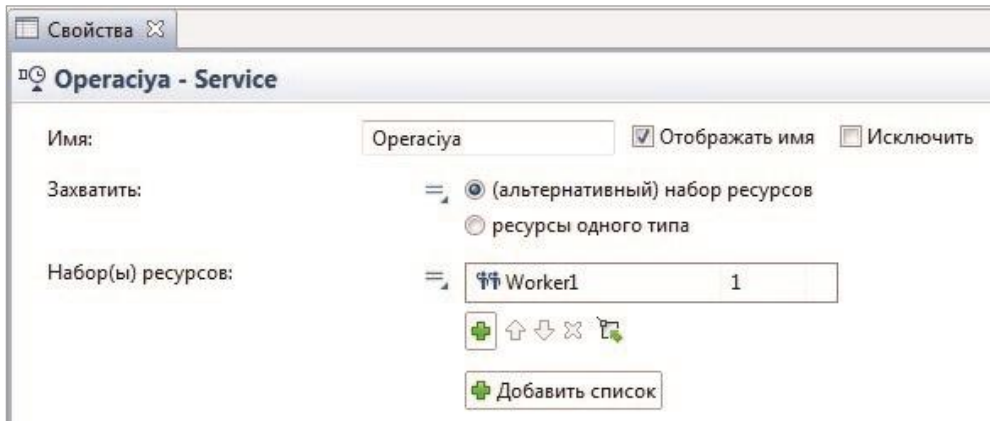 Свойства
Operaciya - Service
Имя: Operaciya Отображать имя Исключить
Захватить: (альтернативный) набор ресурсов
ресурсы одного типа
Набор(ы) ресурсов: Worker1 1
Добавить список